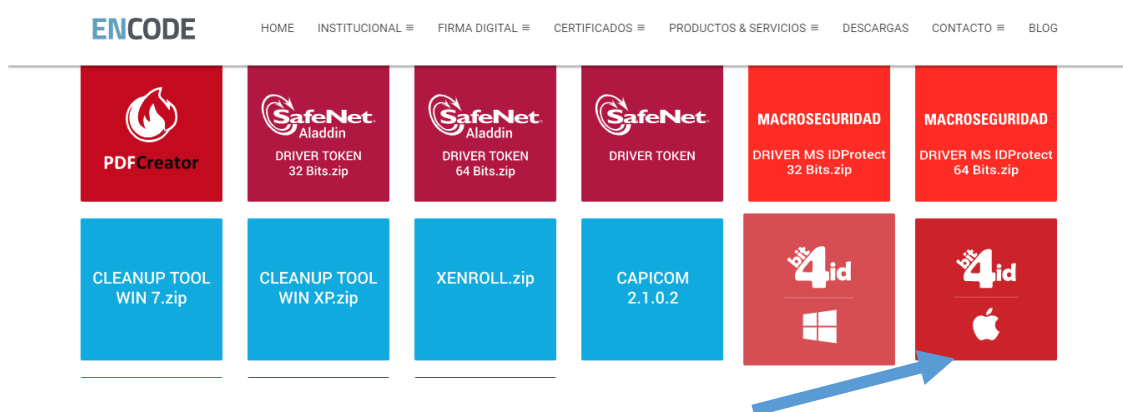 ENCODE
HOME INSTITUCIONAL ≡ FIRMA DIGITAL ≡ CERTIFICADOS ≡ PRODUCTOS & SERVICIOS ≡ DESCARGAS CONTACTO ≡ BLOG
PDFCreator
SafeNet.
Aladdin
DRIVER TOKEN
32 Bits.zip
SafeNet.
Aladdin
DRIVER TOKEN
64 Bits.zip
SafeNet.
DRIVER TOKEN
MACROSEGURIDAD
DRIVER MS IDProtect
32 Bits.zip
MACROSEGURIDAD
DRIVER MS IDProtect
64 Bits.zip
CLEANUP TOOL
WIN 7.zip
CLEANUP TOOL
WIN XP.zip
XENROLL.zip
CAPICOM
2.1.0.2
bit4id
bit4id